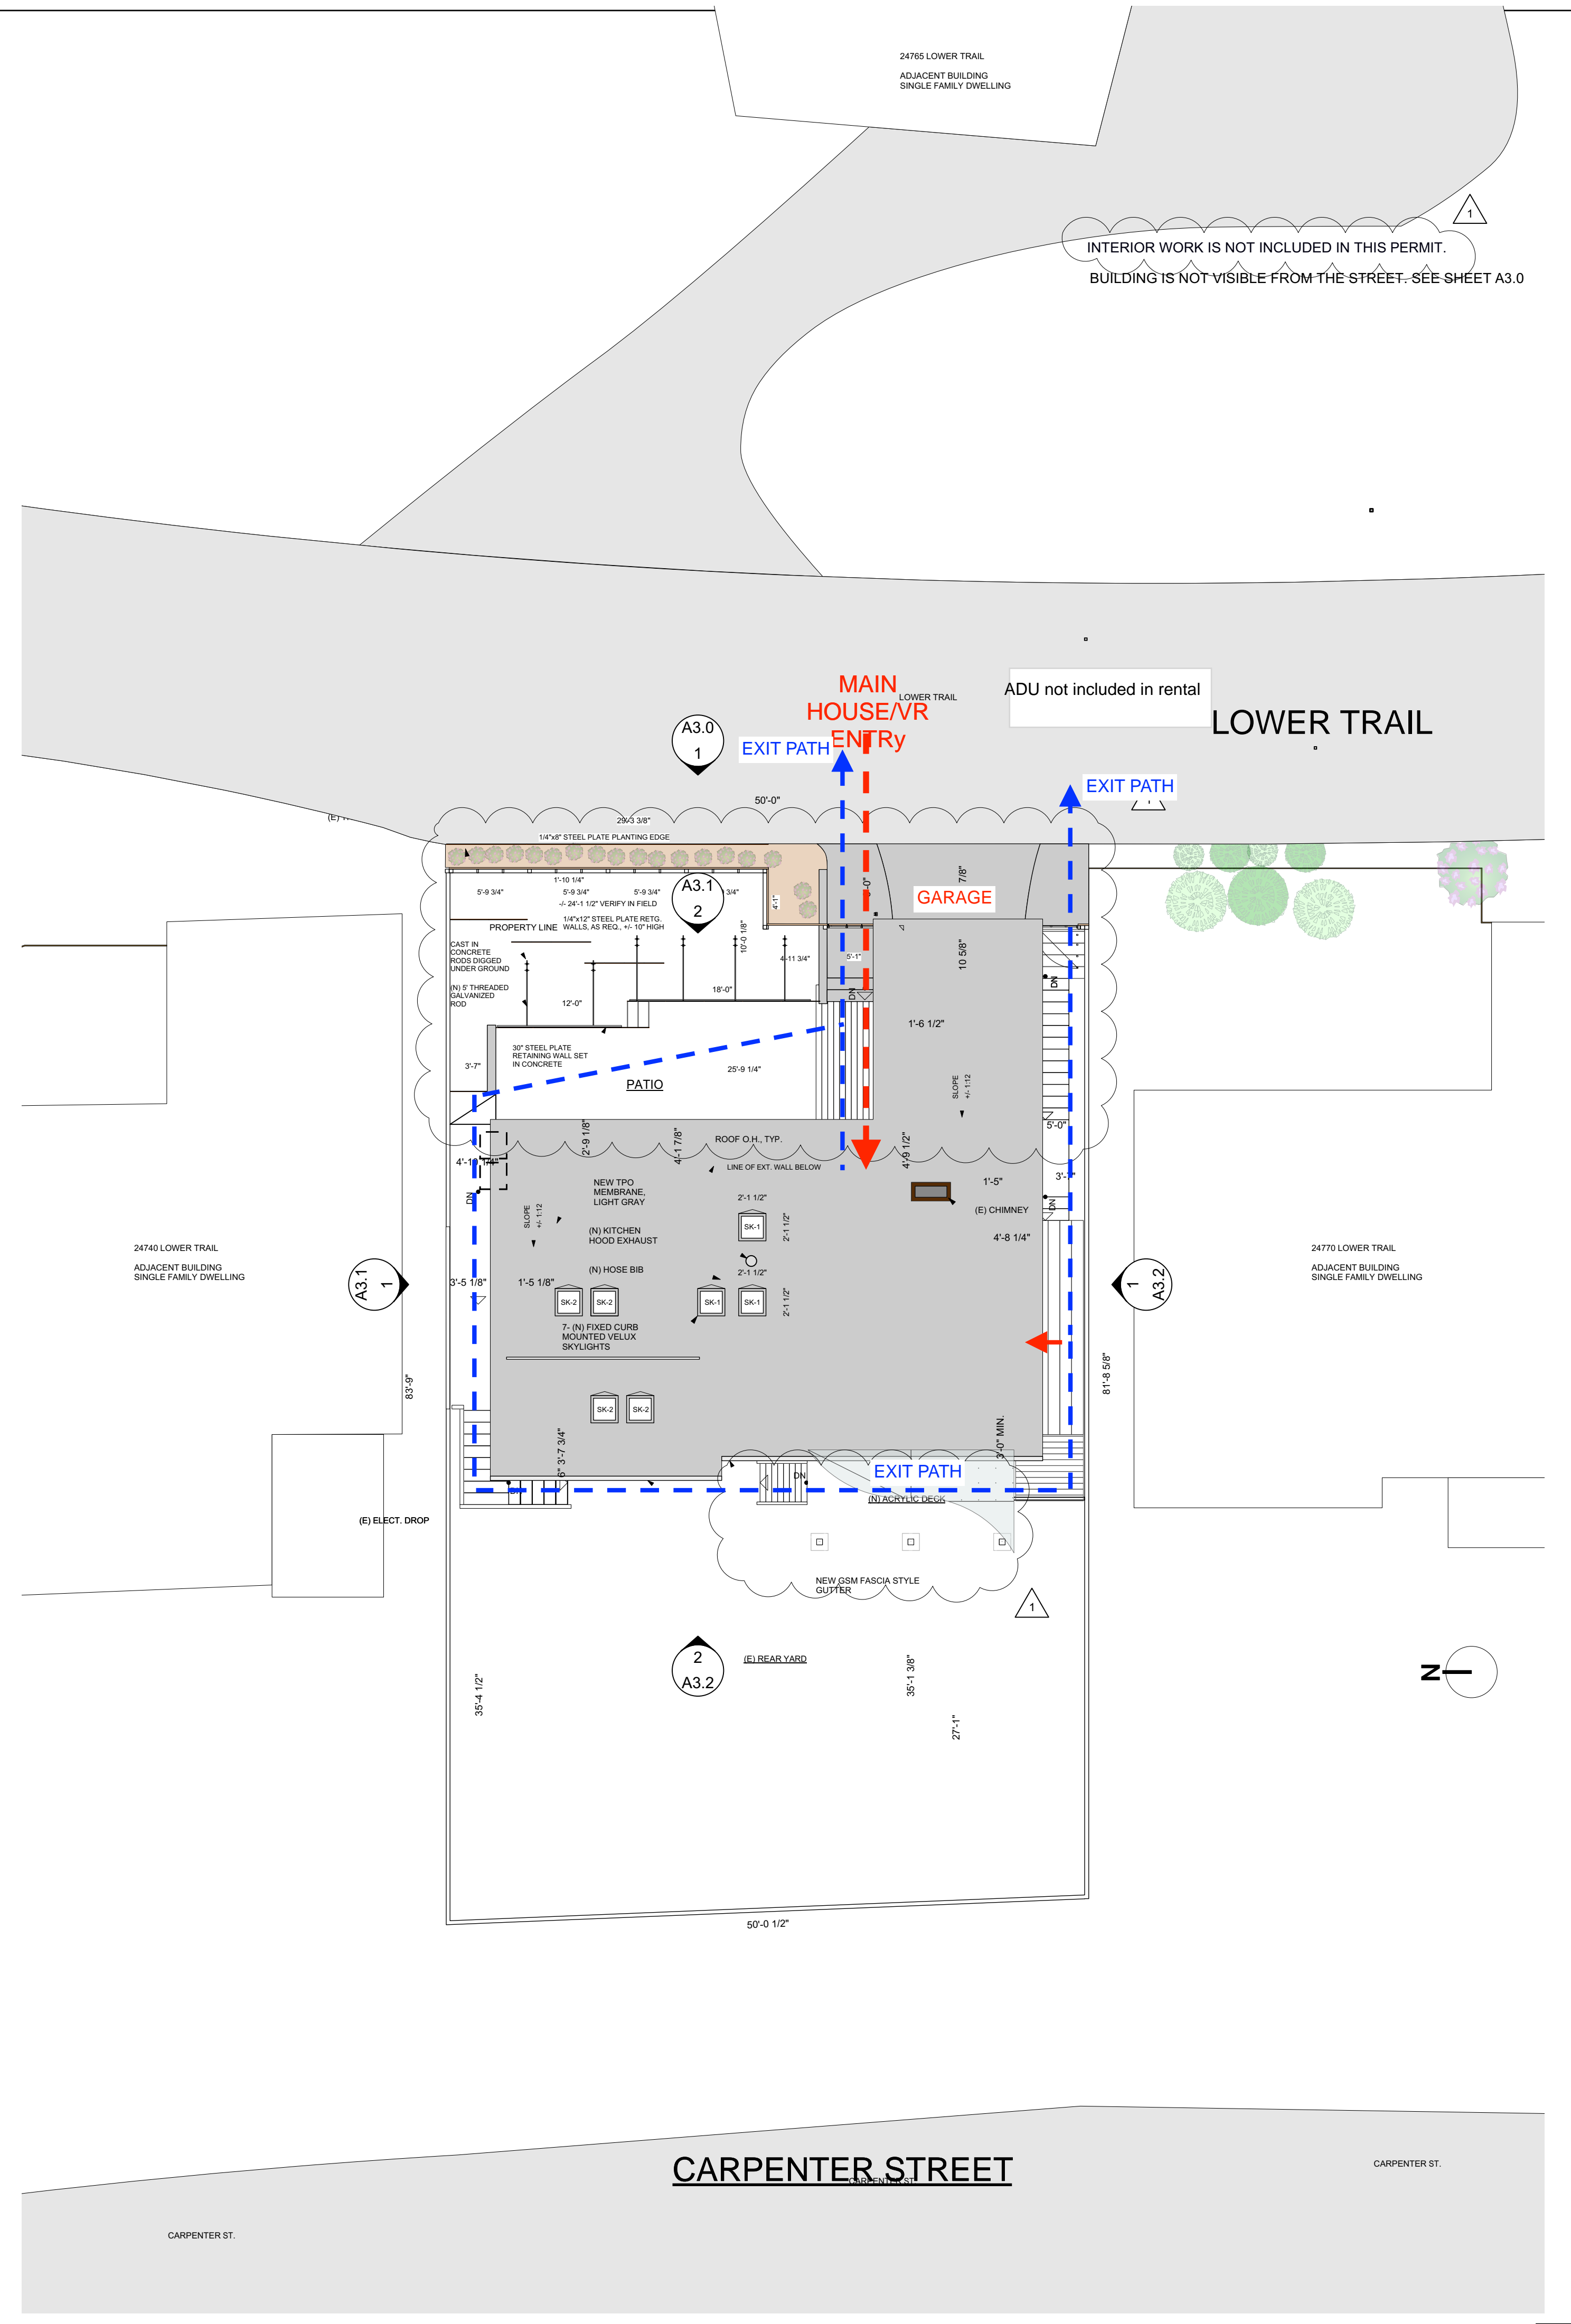 24765 LOWER TRAIL
ADJACENT BUILDING
SINGLE FAMILY DWELLING
1
INTERIOR WORK IS NOT INCLUDED IN THIS PERMIT.
BUILDING IS NOT VISIBLE FROM THE STREET. SEE SHEET A3.0
MAIN
HOUSE/VR
ENTRy
LOWER TRAIL
ADU not included in rental
LOWER TRAIL
A3.0
1
EXIT PATH
EXIT PATH
50'-0"
29'-3 3/8"
1/4"x8" STEEL PLATE PLANTING EDGE
1'-10 1/4"
5'-9 3/4"
5'-9 3/4"
5'-9 3/4"
3/4"
-/- 24'-1 1/2" VERIFY IN FIELD
A3.1
2
4'-1"
7/8"
GARAGE
1/4"x12" STEEL PLATE RETG.
WALLS, AS REQ., +/- 10" HIGH
PROPERTY LINE
CAST IN
CONCRETE
RODS DIGGED
UNDER GROUND
(N) 5' THREADED
GALVANIZED
ROD
10'-0 1/8"
4'-11 3/4"
5'-1"
10 5/8"
18'-0"
12'-0"
DN
DN
1'-6 1/2"
30" STEEL PLATE
RETAINING WALL SET
IN CONCRETE
3'-7"
25'-9 1/4"
PATIO
SLOPE
+/- 1:12
5'-0"
2'-9 1/8"
4'-1 7/8"
ROOF O.H., TYP.
4'-9 1/2"
LINE OF EXT. WALL BELOW
DN
NEW TPO
MEMBRANE,
LIGHT GRAY
1'-5"
(E) CHIMNEY
DN
2'-1 1/2"
SK-1
2'-1 1/2"
SLOPE
+/- 1:12
(N) KITCHEN
HOOD EXHAUST
4'-8 1/4"
24740 LOWER TRAIL
ADJACENT BUILDING
SINGLE FAMILY DWELLING
24770 LOWER TRAIL
ADJACENT BUILDING
SINGLE FAMILY DWELLING
A3.1
1
(N) HOSE BIB
2'-1 1/2"
1
A3.2
3'-5 1/8"
1'-5 1/8"
SK-2
SK-2
SK-1
SK-1
2'-1 1/2"
7- (N) FIXED CURB
MOUNTED VELUX
SKYLIGHTS
83'-9"
81'-8 5/8"
SK-2
SK-2
3'-7 3/4"
3'-0" MIN.
EXIT PATH
DN
(N) ACRYLIC DECK
(E) ELECT. DROP
NEW GSM FASCIA STYLE
GUTTER
1
2
A3.2
(E) REAR YARD
35'-4 1/2"
35'-1 3/8"
27'-1"
N
50'-0 1/2"
CARPENTER STREET
CARPENTER ST.
CARPENTER ST.
CARPENTER ST.